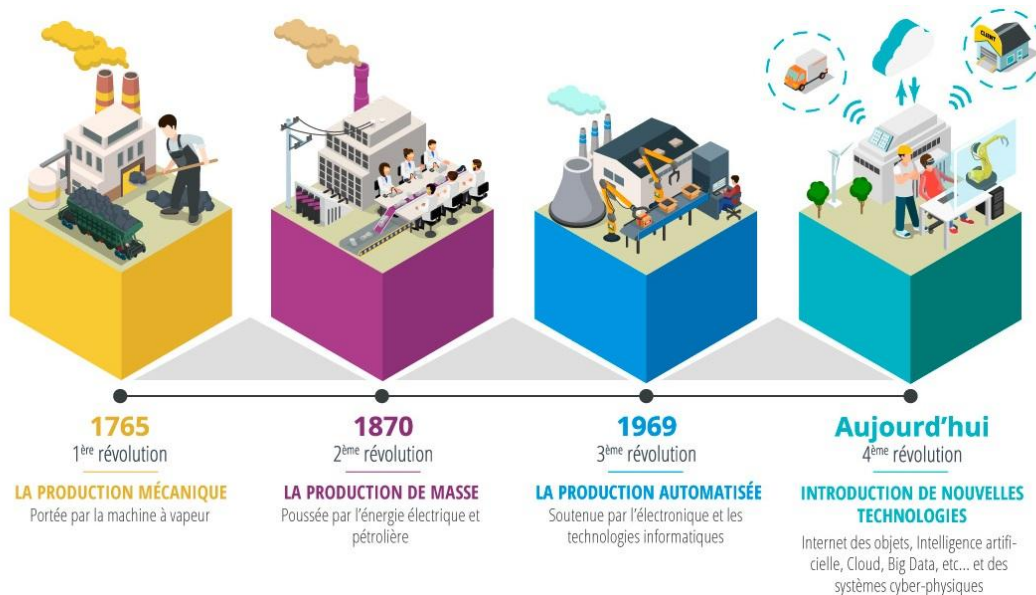 CLIENT
1765
1ère révolution
LA PRODUCTION MÉCANIQUE
Portée par la machine à vapeur
1870
2ème révolution
LA PRODUCTION DE MASSE
Poussée par l'énergie électrique et
pétrolière
1969
3ème révolution
LA PRODUCTION AUTOMATISÉE
Soutenue par l'électronique et les
technologies informatiques
Aujourd'hui
4ème révolution
INTRODUCTION DE NOUVELLES
TECHNOLOGIES
Internet des objets, Intelligence artifi-
cielle, Cloud, Big Data, etc... et des
systèmes cyber-physiques